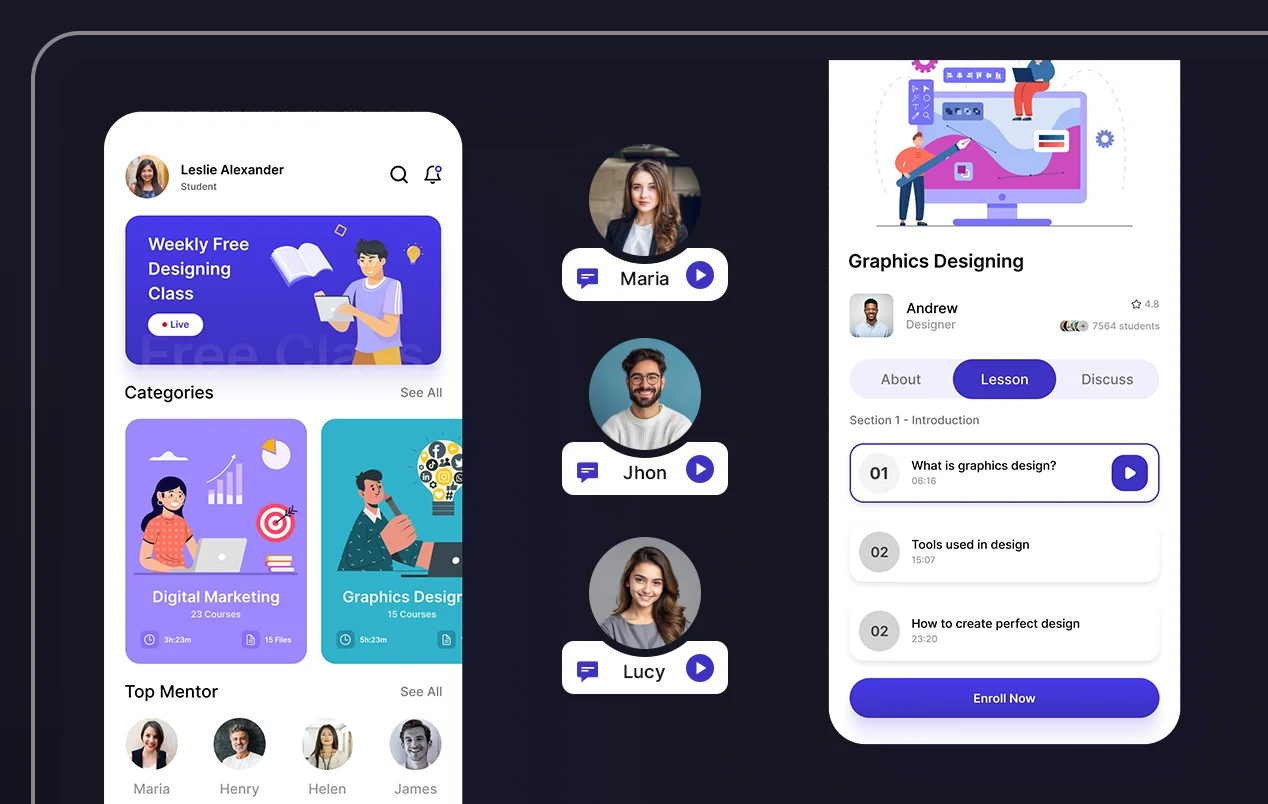 Leslie Alexander
Student
Weekly Free
Designing
Class
Live
Free Class
Categories
See All
Digital Marketing
23 Courses
3h:23m
15 Files
Graphics Design
15 Courses
5h:23m
Top Mentor
See All
Maria
Henry
Helen
James
Maria
Jhon
Lucy
Graphics Designing
Andrew
Designer
4.8
7564 students
About
Lesson
Discuss
Section 1 - Introduction
01
What is graphics design?
06:16
02
Tools used in design
15:07
02
How to create perfect design
23:20
Enroll Now